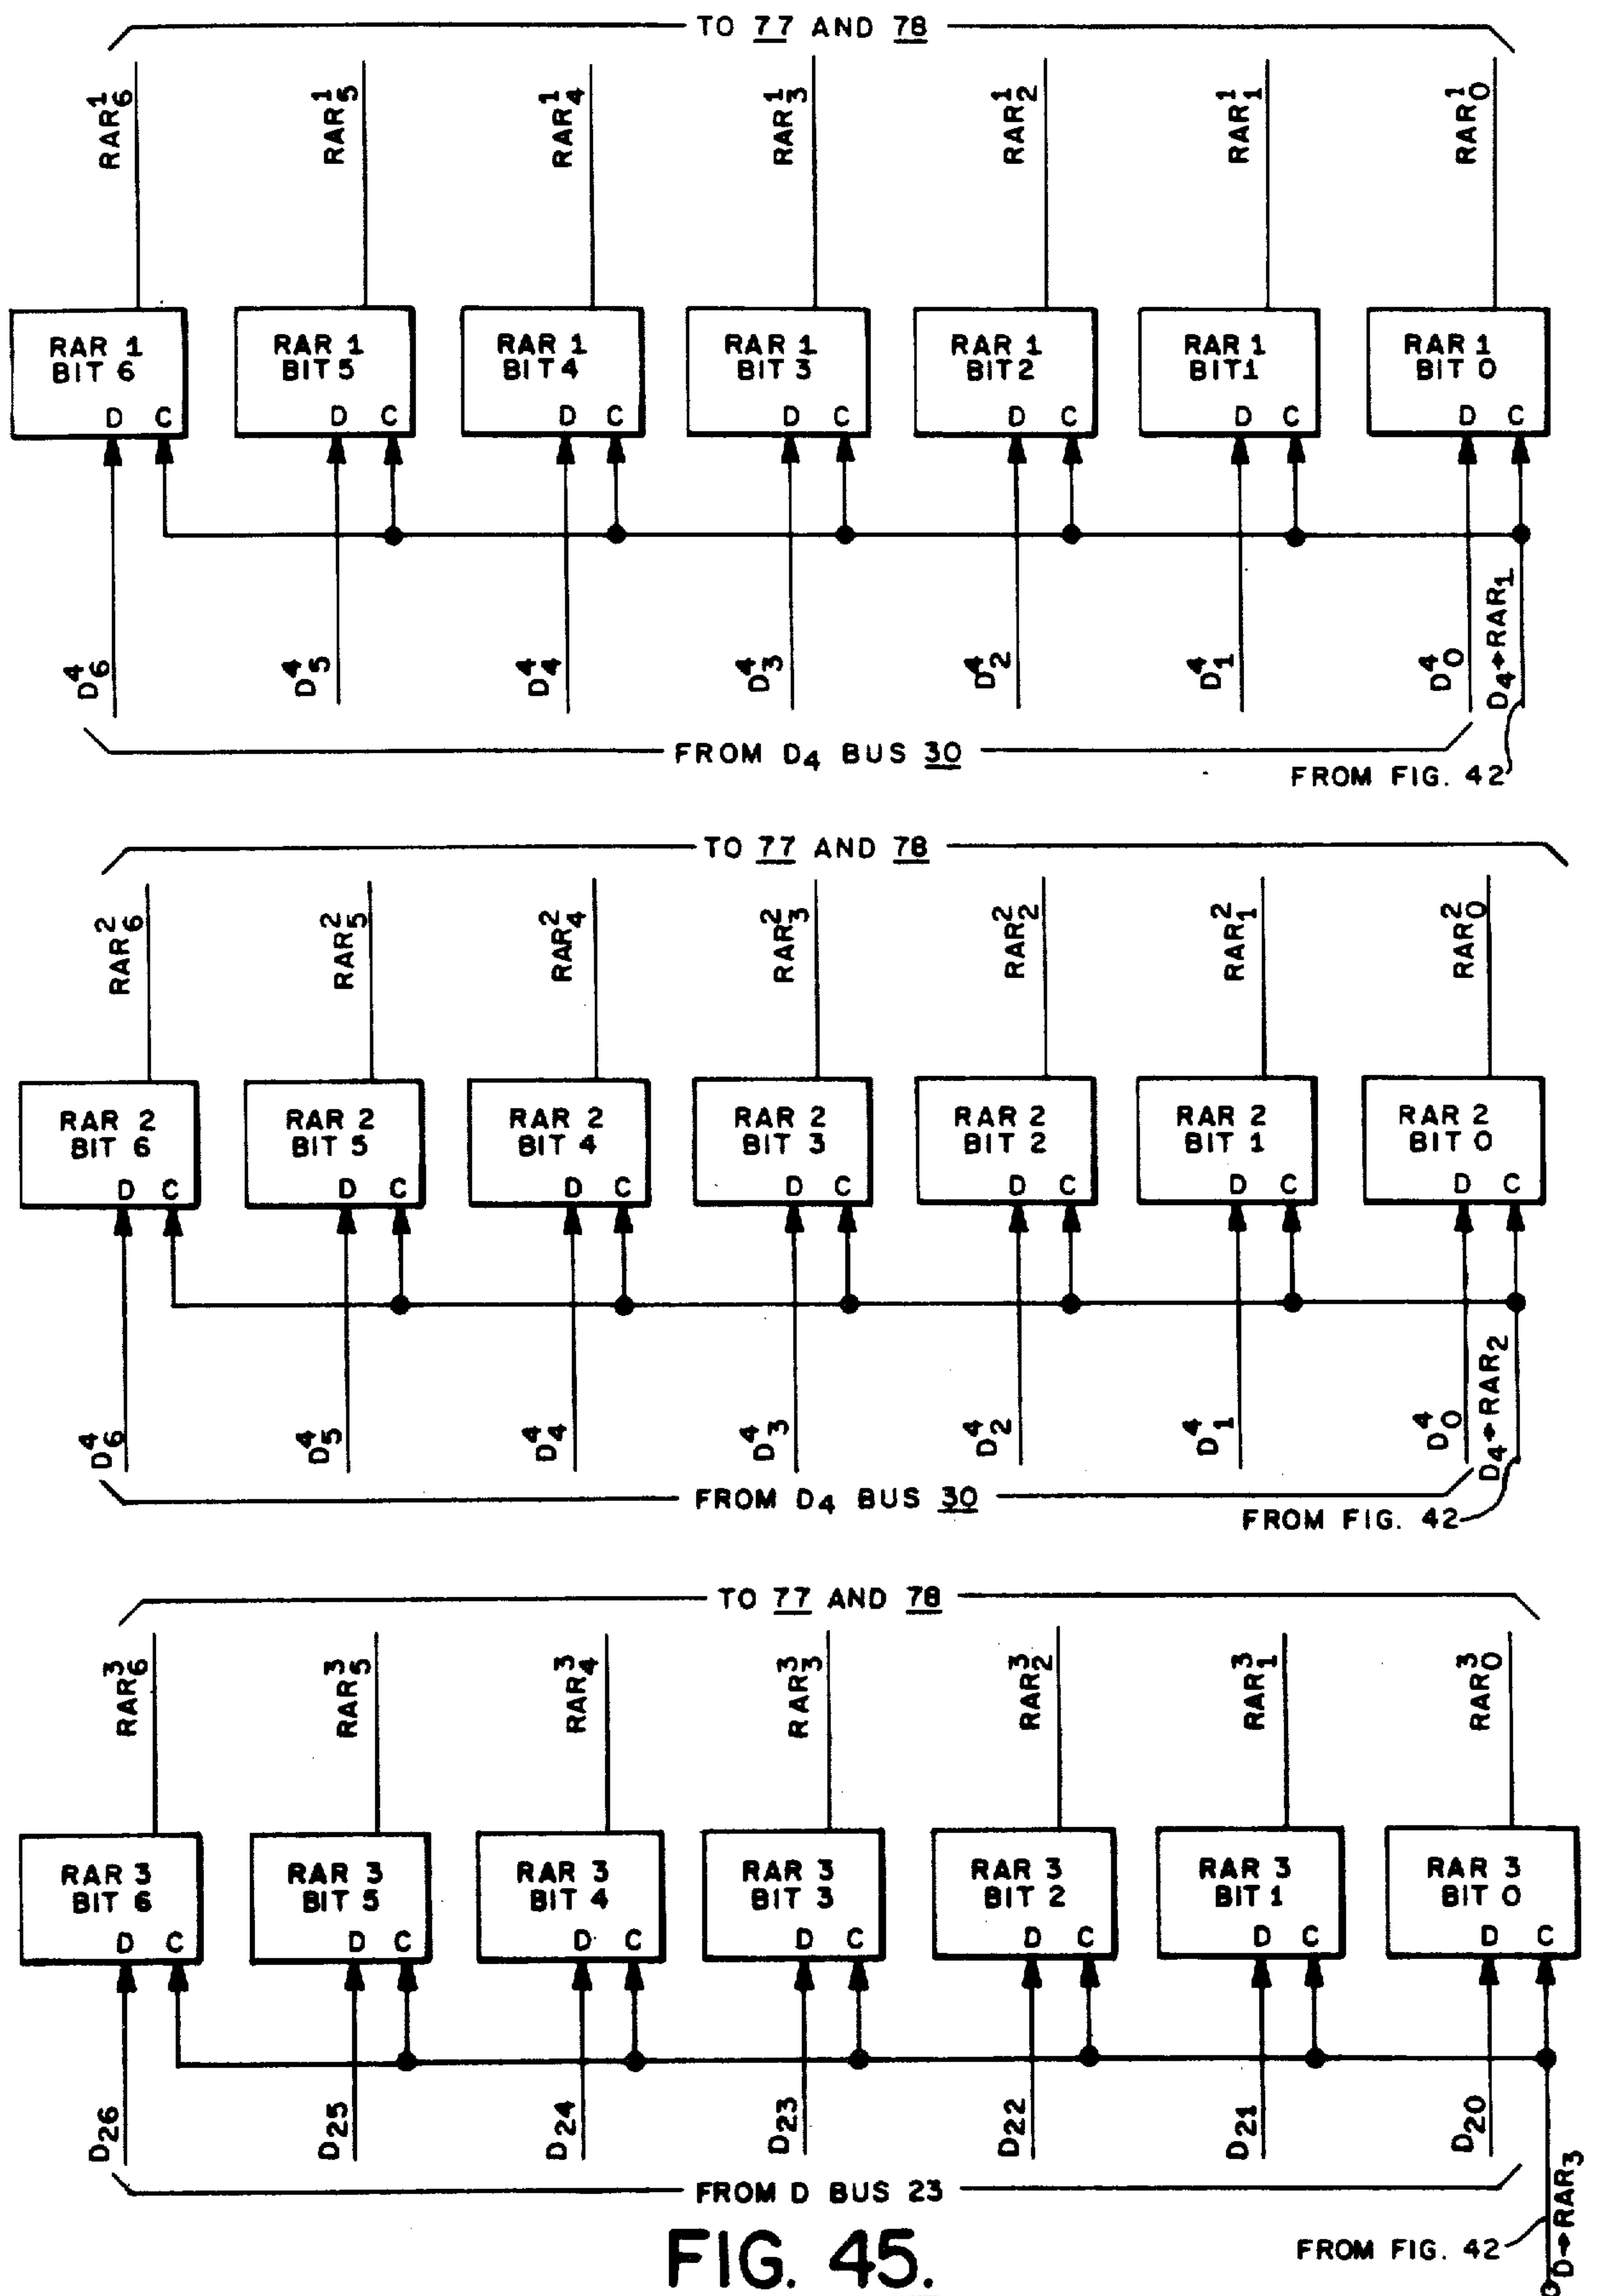 TO 77 AND 78
RAR¹₆ RAR¹₅ RAR¹₄ RAR¹₃ RAR¹₂ RAR¹₁ RAR¹₀
RAR 1 RAR 1 RAR 1 RAR 1 RAR 1 RAR 1 RAR 1
BIT 6 BIT 5 BIT 4 BIT 3 BIT 2 BIT 1 BIT 0
D C D C D C D C D C D C D C
D⁴₆ D⁴₅ D⁴₄ D⁴₃ D⁴₂ D⁴₁ D⁴₀ D₄→RAR₁
FROM D₄ BUS 30
FROM FIG. 42
TO 77 AND 78
RAR²₆ RAR²₅ RAR²₄ RAR²₃ RAR²₂ RAR²₁ RAR²₀
RAR 2 RAR 2 RAR 2 RAR 2 RAR 2 RAR 2 RAR 2
BIT 6 BIT 5 BIT 4 BIT 3 BIT 2 BIT 1 BIT 0
D C D C D C D C D C D C D C
D⁴₆ D⁴₅ D⁴₄ D⁴₃ D⁴₂ D⁴₁ D⁴₀ D₄→RAR₂
FROM D₄ BUS 30
FROM FIG. 42
TO 77 AND 78
RAR³₆ RAR³₅ RAR³₄ RAR³₃ RAR³₂ RAR³₁ RAR³₀
RAR 3 RAR 3 RAR 3 RAR 3 RAR 3 RAR 3 RAR 3
BIT 6 BIT 5 BIT 4 BIT 3 BIT 2 BIT 1 BIT 0
D C D C D C D C D C D C D C
D₂₆ D₂₅ D₂₄ D₂₃ D₂₂ D₂₁ D₂₀ D→RAR₃
FROM D BUS 23
FROM FIG. 42
FIG. 45.